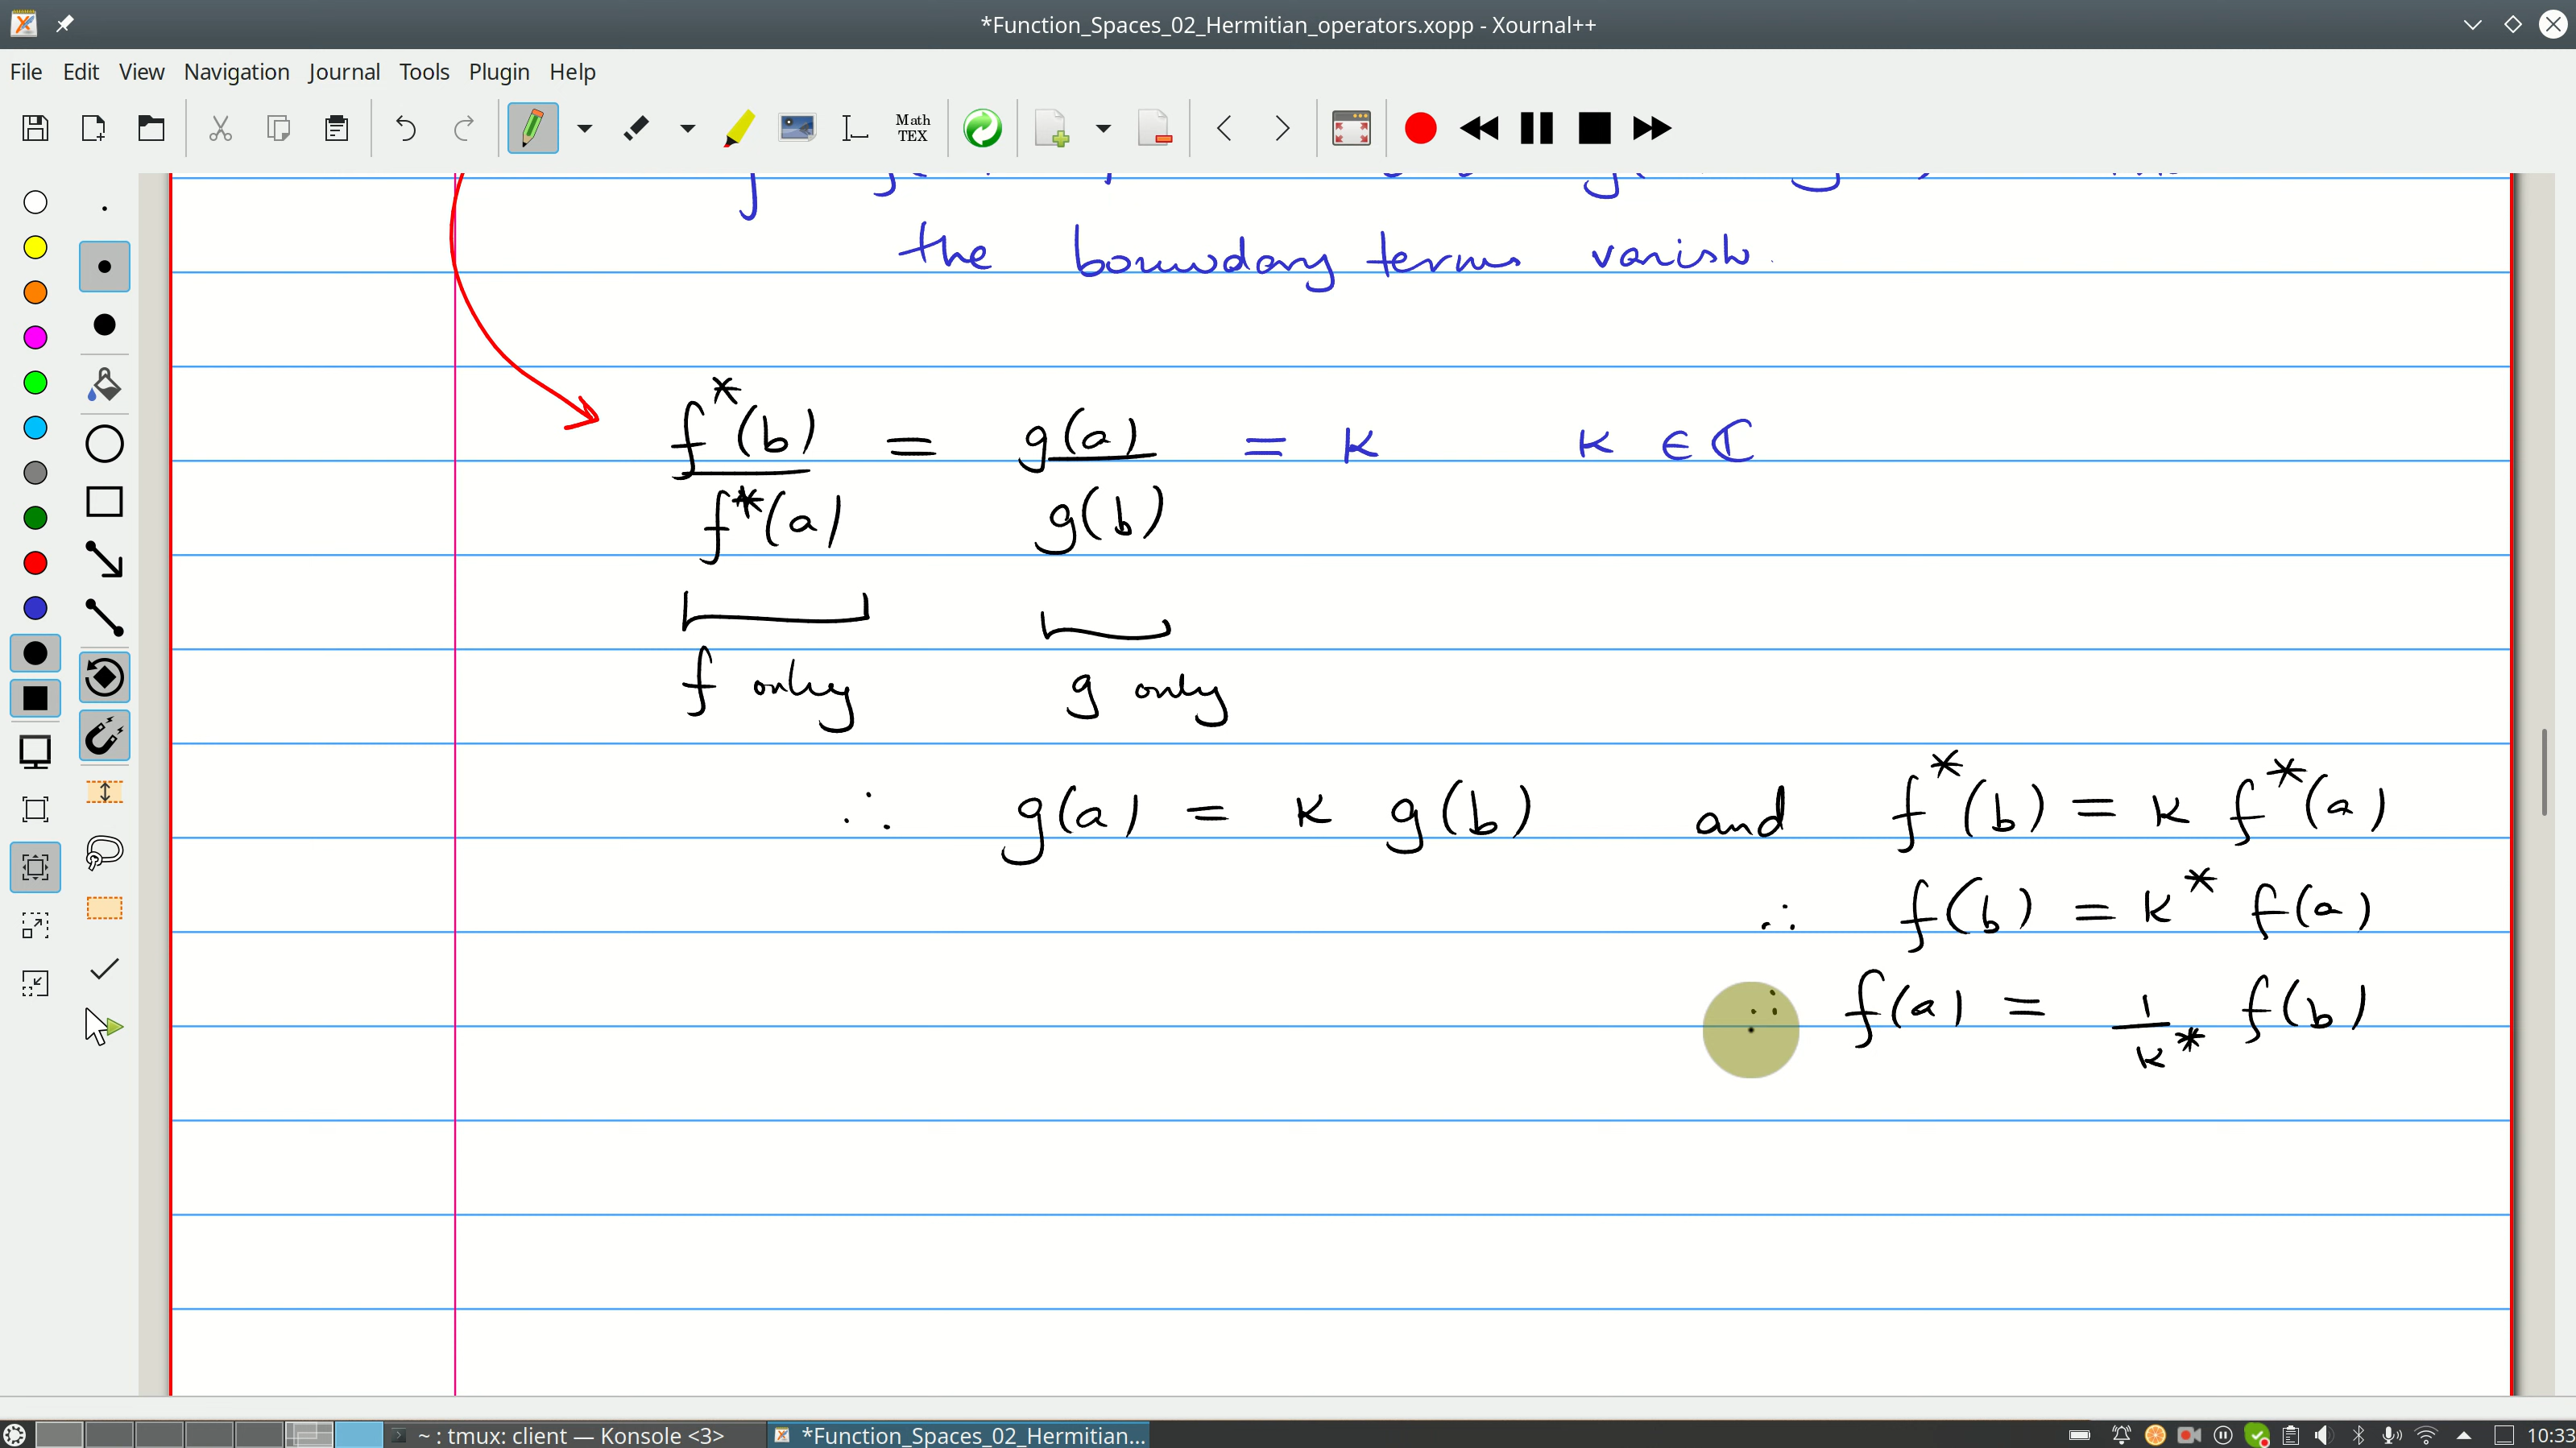 *Function_Spaces_02_Hermitian_operators.xopp - Xournal++
File Edit View Navigation Journal Tools Plugin Help
Math
TEX
the boundary terms vanish.
f*(b) / f*(a) = g(a) / g(b) = k    k ∈ ℂ
f only    g only
∴ g(a) = k g(b) and f*(b) = k f*(a)
∴ f(b) = k* f(a)
∴ f(a) = 1/k* f(b)
~ : tmux: client — Konsole <3> *Function_Spaces_02_Hermitian... 10:33